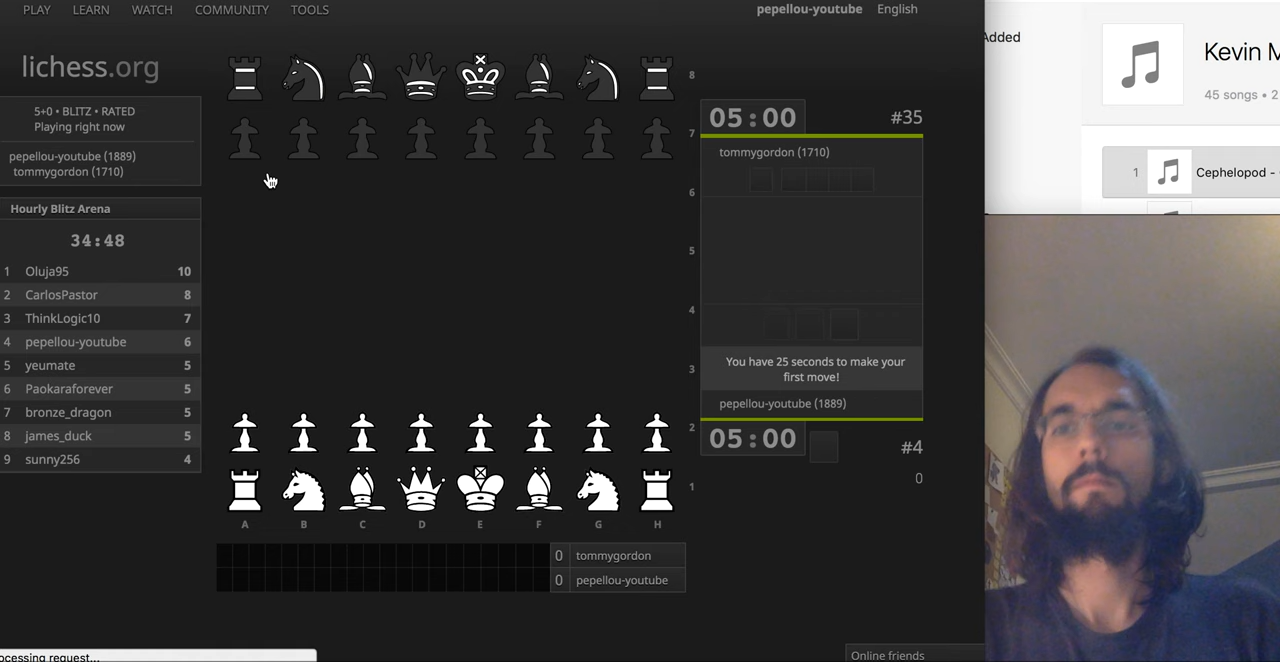 PLAY LEARN WATCH COMMUNITY TOOLS pepellou-youtube English
lichess.org
5+0 • BLITZ • RATED
Playing right now
pepellou-youtube (1889)
tommygordon (1710)
Hourly Blitz Arena
34:48
1 Oluja95 10
2 CarlosPastor 8
3 ThinkLogic10 7
4 pepellou-youtube 6
5 yeumate 5
6 Paokaraforever 5
7 bronze_dragon 5
8 james_duck 5
9 sunny256 4
8
7
6
5
4
3
2
1
A B C D E F G H
0 tommygordon
0 pepellou-youtube
05:00 #35
tommygordon (1710)
You have 25 seconds to make your
first move!
pepellou-youtube (1889)
05:00 #4
0
ocessing request...
Online friends
Added
Kevin M
45 songs • 2
1 Cephelopod -